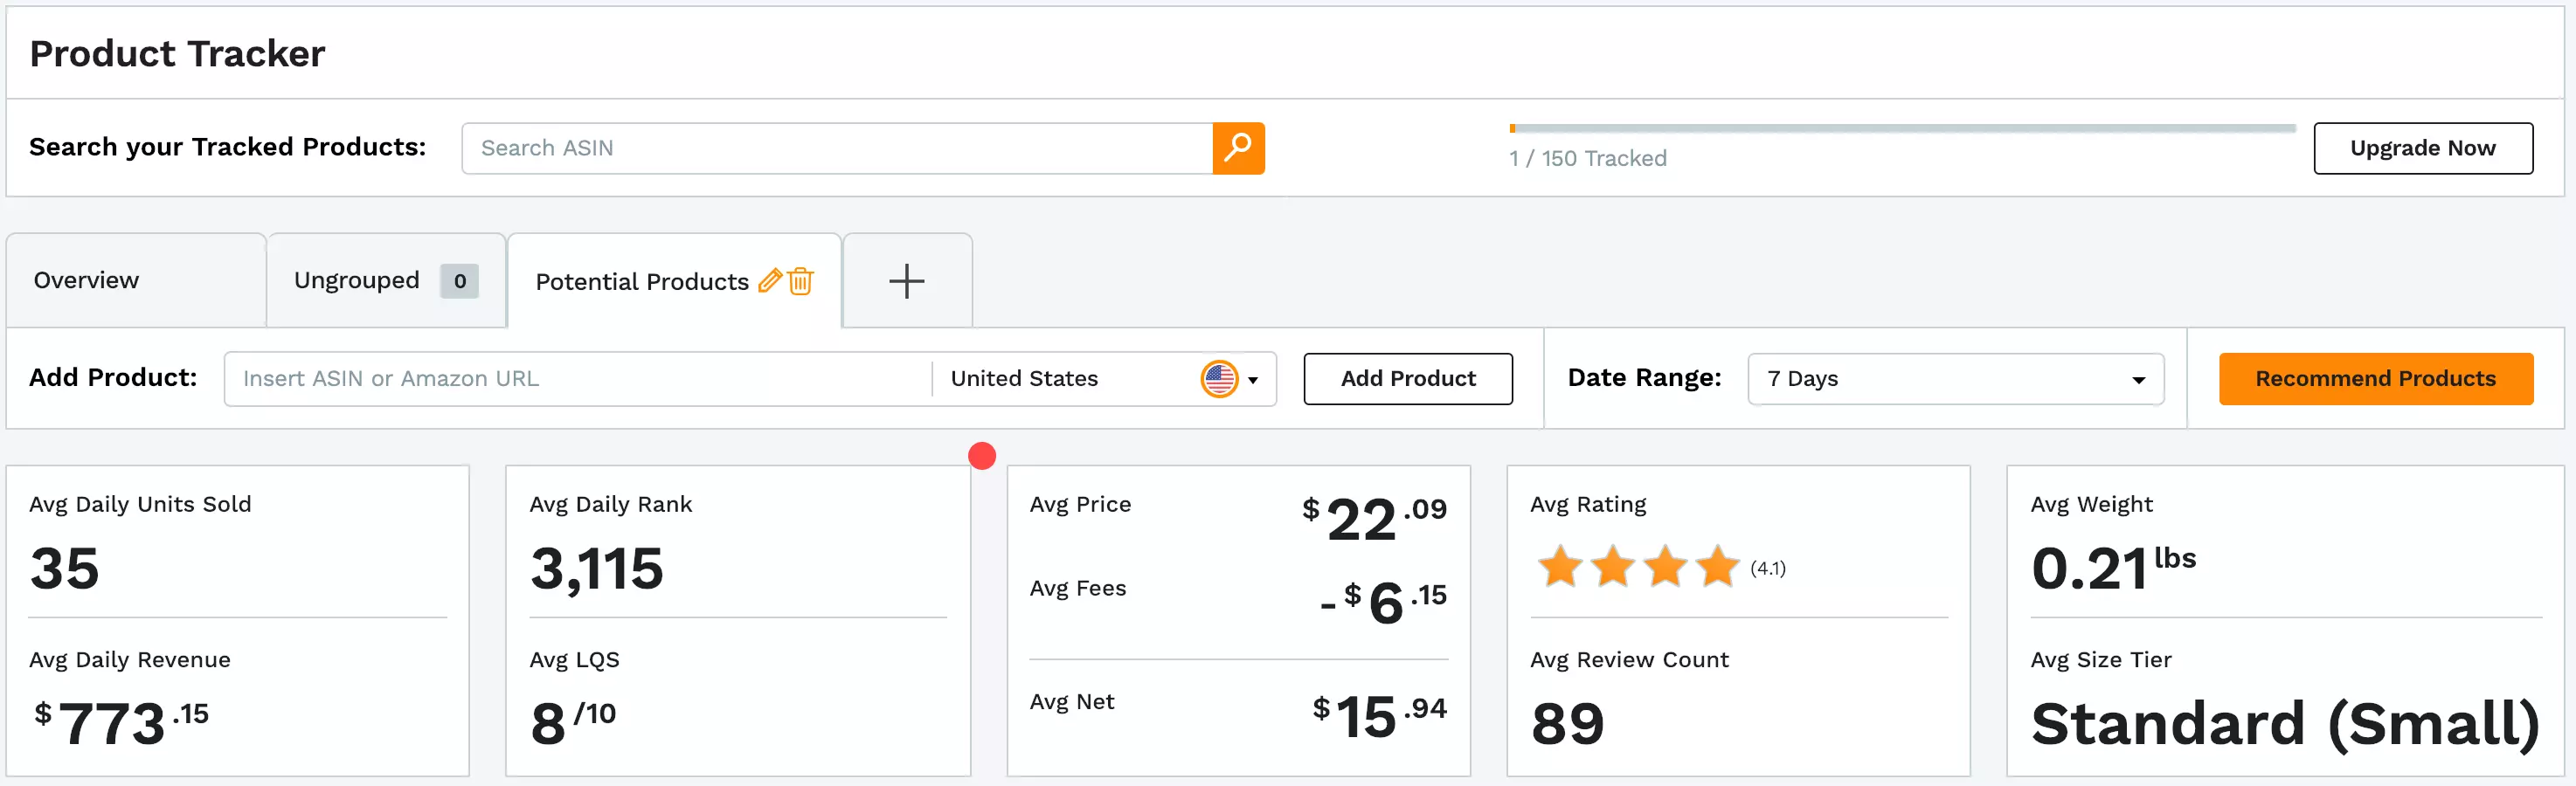 Product Tracker
Search your Tracked Products:
Search ASIN
1 / 150 Tracked
Upgrade Now
Overview
Ungrouped 0
Potential Products
+
Add Product:
Insert ASIN or Amazon URL
United States
Add Product
Date Range:
7 Days
Recommend Products
Avg Daily Units Sold
35
Avg Daily Revenue
$773.15
Avg Daily Rank
3,115
Avg LQS
8/10
Avg Price $22.09
Avg Fees -$6.15
Avg Net $15.94
Avg Rating
(4.1)
Avg Review Count
89
Avg Weight
0.21 lbs
Avg Size Tier
Standard (Small)